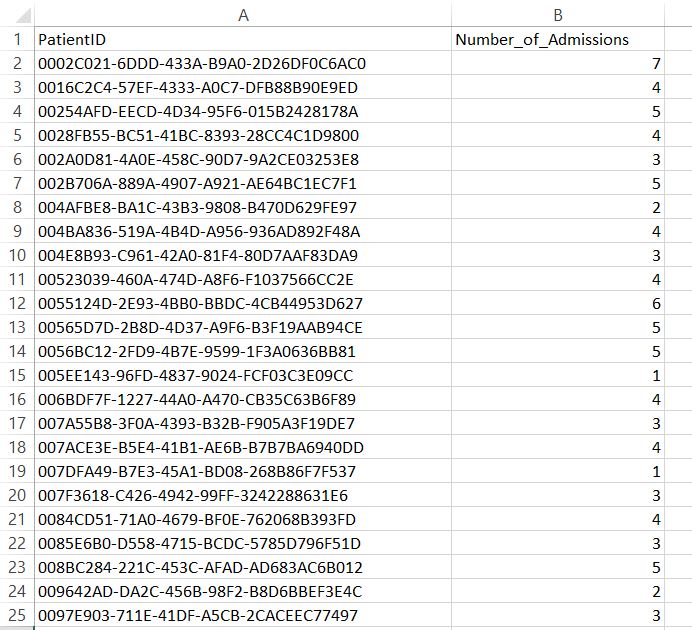 A B
1 PatientID Number_of_Admissions
2 0002C021-6DDD-433A-B9A0-2D26DF0C6AC0 7
3 0016C2C4-57EF-4333-A0C7-DFB88B90E9ED 4
4 00254AFD-EECD-4D34-95F6-015B2428178A 5
5 0028FB55-BC51-41BC-8393-28CC4C1D9800 4
6 002A0D81-4A0E-458C-90D7-9A2CE03253E8 3
7 002B706A-889A-4907-A921-AE64BC1EC7F1 5
8 004AFBE8-BA1C-43B3-9808-B470D629FE97 2
9 004BA836-519A-4B4D-A956-936AD892F48A 4
10 004E8B93-C961-42A0-81F4-80D7AAF83DA9 3
11 00523039-460A-474D-A8F6-F1037566CC2E 4
12 0055124D-2E93-4BB0-BBDC-4CB44953D627 6
13 00565D7D-2B8D-4D37-A9F6-B3F19AAB94CE 5
14 0056BC12-2FD9-4B7E-9599-1F3A0636BB81 5
15 005EE143-96FD-4837-9024-FCF03C3E09CC 1
16 006BDF7F-1227-44A0-A470-CB35C63B6F89 4
17 007A55B8-3F0A-4393-B32B-F905A3F19DE7 3
18 007ACE3E-B5E4-41B1-AE6B-B7B7BA6940DD 4
19 007DFA49-B7E3-45A1-BD08-268B86F7F537 1
20 007F3618-C426-4942-99FF-3242288631E6 3
21 0084CD51-71A0-4679-BF0E-762068B393FD 4
22 0085E6B0-D558-4715-BCDC-5785D796F51D 3
23 008BC284-221C-453C-AFAD-AD683AC6B012 5
24 009642AD-DA2C-456B-98F2-B8D6BBEF3E4C 2
25 0097E903-711E-41DF-A5CB-2CACEEC77497 3